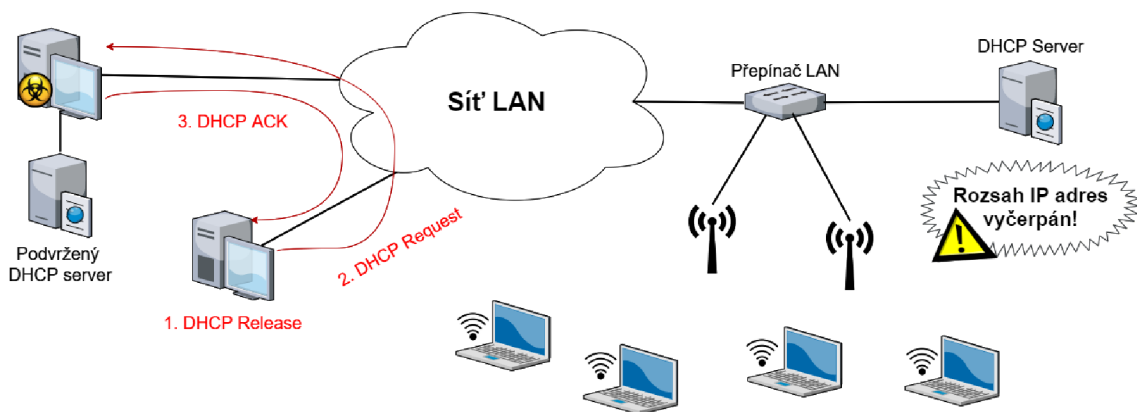 DHCP Server
Přepínač LAN
Síť LAN
3. DHCP ACK
Rozsah IP adres
vyčerpán!
2. DHCP Request
Podvržený
DHCP server
1. DHCP Release